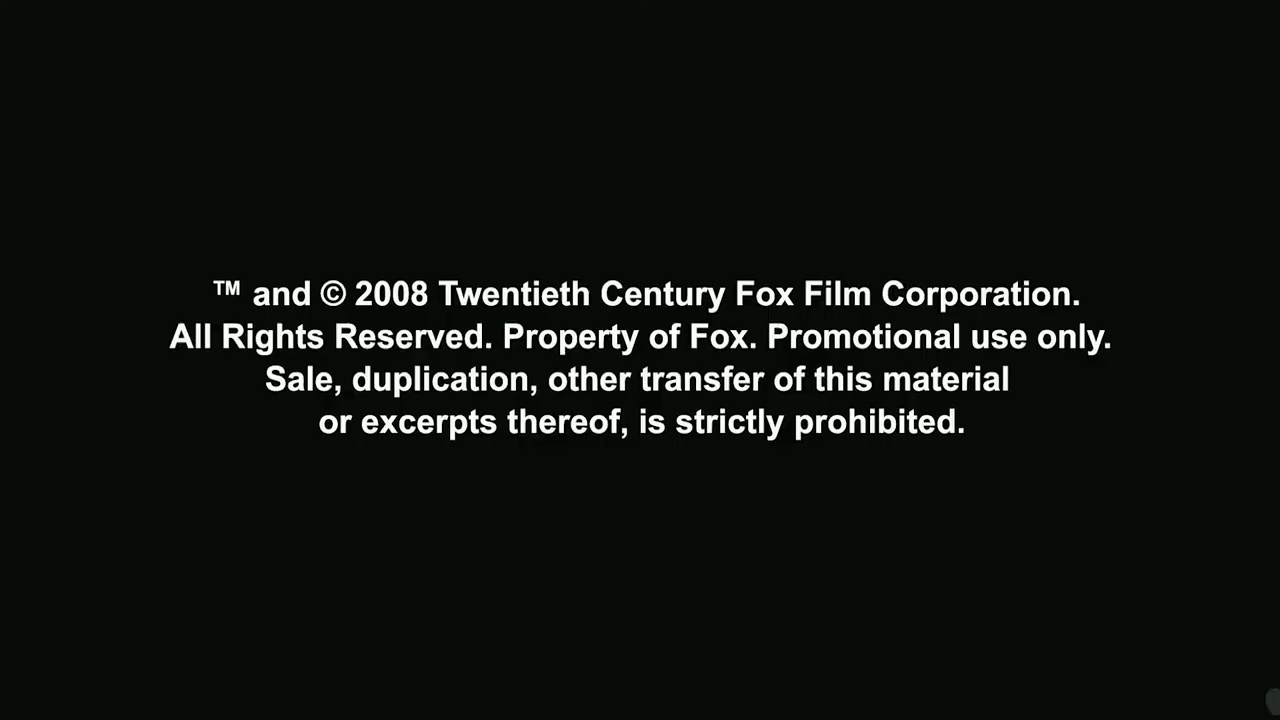 ™ and © 2008 Twentieth Century Fox Film Corporation.
All Rights Reserved. Property of Fox. Promotional use only.
Sale, duplication, other transfer of this material
or excerpts thereof, is strictly prohibited.